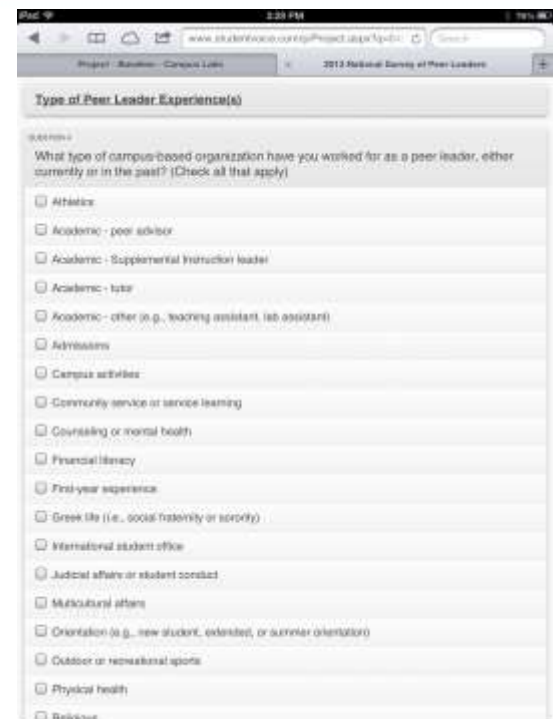 iPad
2:20 PM
76%
www.studentvoice.com/p/Project.aspx?q=
Search
Project - Baseline - Campus Labs
2013 National Survey of Peer Leaders
Type of Peer Leader Experience(s)
QUESTION
What type of campus-based organization have you worked for as a peer leader, either
currently or in the past? (Check all that apply)
Athletics
Academic - peer advisor
Academic - Supplemental Instruction leader
Academic - tutor
Academic - other (e.g., teaching assistant, lab assistant)
Admissions
Campus activities
Community service or service learning
Counseling or mental health
Financial literacy
First-year experience
Greek life (i.e., social fraternity or sorority)
International student office
Judicial affairs or student conduct
Multicultural affairs
Orientation (e.g., new student, extended, or summer orientation)
Outdoor or recreational sports
Physical health
Religious